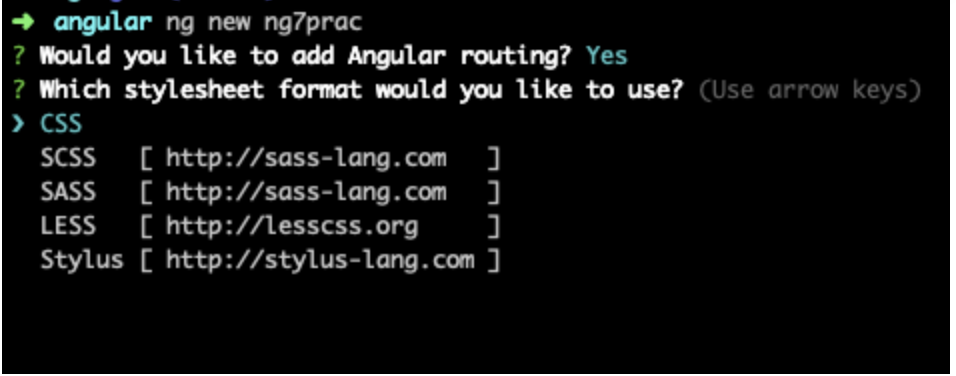 ➜ angular ng new ng7prac
? Would you like to add Angular routing? Yes
? Which stylesheet format would you like to use? (Use arrow keys)
❯ CSS
  SCSS   [ http://sass-lang.com   ]
  SASS   [ http://sass-lang.com   ]
  LESS   [ http://lesscss.org     ]
  Stylus [ http://stylus-lang.com ]